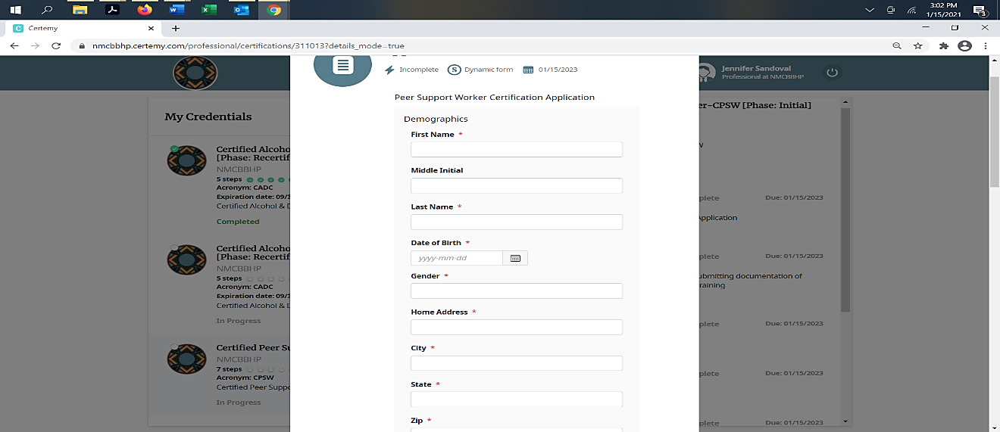 3:02 PM
1/15/2021
3
Certemy
nmcbbhp.certemy.com/professional/certifications/311013?details_mode=true
Incomplete
Dynamic form
01/15/2023
Jennifer Sandoval
Professional at NMCBBHP
Peer Support Worker Certification Application
Demographics
First Name *
Middle Initial
Last Name *
Date of Birth *
yyyy-mm-dd
Gender *
Home Address *
City *
State *
Zip *
My Credentials
Certified Alcoho
[Phase: Recertif
NMCBBHP
5 steps
Acronym: CADC
Expiration date: 09/3
Certified Alcohol & D
Completed
Certified Alcoho
[Phase: Recertif
NMCBBHP
5 steps
Acronym: CADC
Expiration date: 09/3
Certified Alcohol & D
In Progress
Certified Peer Su
NMCBBHP
7 steps
Acronym: CPSW
Certified Peer Suppo
In Progress
er-CPSW [Phase: Initial]
plete
Due: 01/15/2023
Application
Due: 01/15/2023
ubmitting documentation of
raining
plete
Due: 01/15/2023
plete
Due: 01/15/2023
plete
Due: 01/15/2023